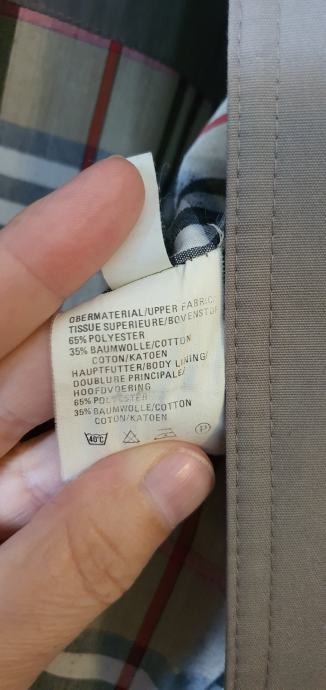 OBERMATERIAL/UPPER FABRIC
TISSUE SUPERIEURE/BOVENSTOF
65% POLYESTER
35% BAUMWOLLE/COTTON
COTON/KATOEN
HAUPTFUTTER/BODY LINING/
DOUBLURE PRINCIPALE/
HOOFDVOERING
65% POLYESTER
35% BAUMWOLLE/COTTON
COTON/KATOEN
40°C P